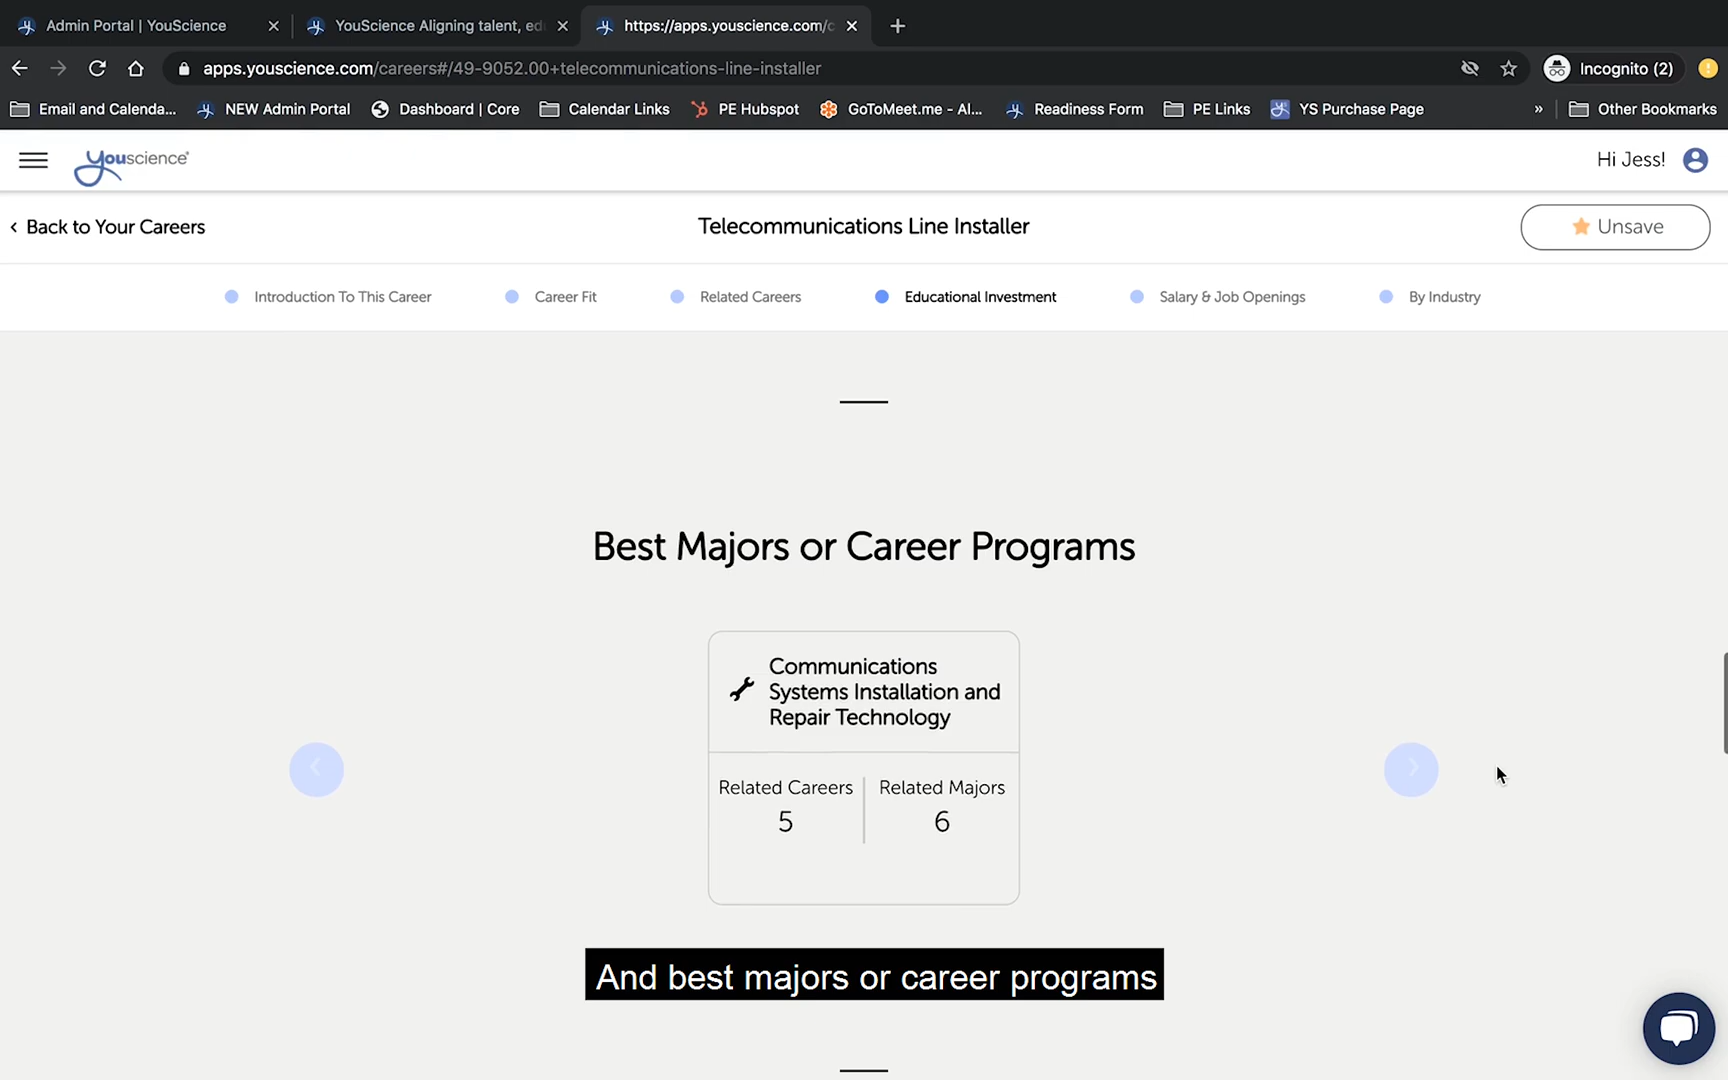 Admin Portal | YouScience
YouScience Aligning talent, ed
https://apps.youscience.com/c
apps.youscience.com/careers#/49-9052.00+telecommunications-line-installer
Incognito (2)
Email and Calenda...
NEW Admin Portal
Dashboard | Core
Calendar Links
PE Hubspot
GoToMeet.me - Al...
Readiness Form
PE Links
YS Purchase Page
»
Other Bookmarks
youscience®
Hi Jess!
‹ Back to Your Careers
Telecommunications Line Installer
Unsave
Introduction To This Career
Career Fit
Related Careers
Educational Investment
Salary & Job Openings
By Industry
Best Majors or Career Programs
Communications
Systems Installation and
Repair Technology
Related Careers
5
Related Majors
6
And best majors or career programs